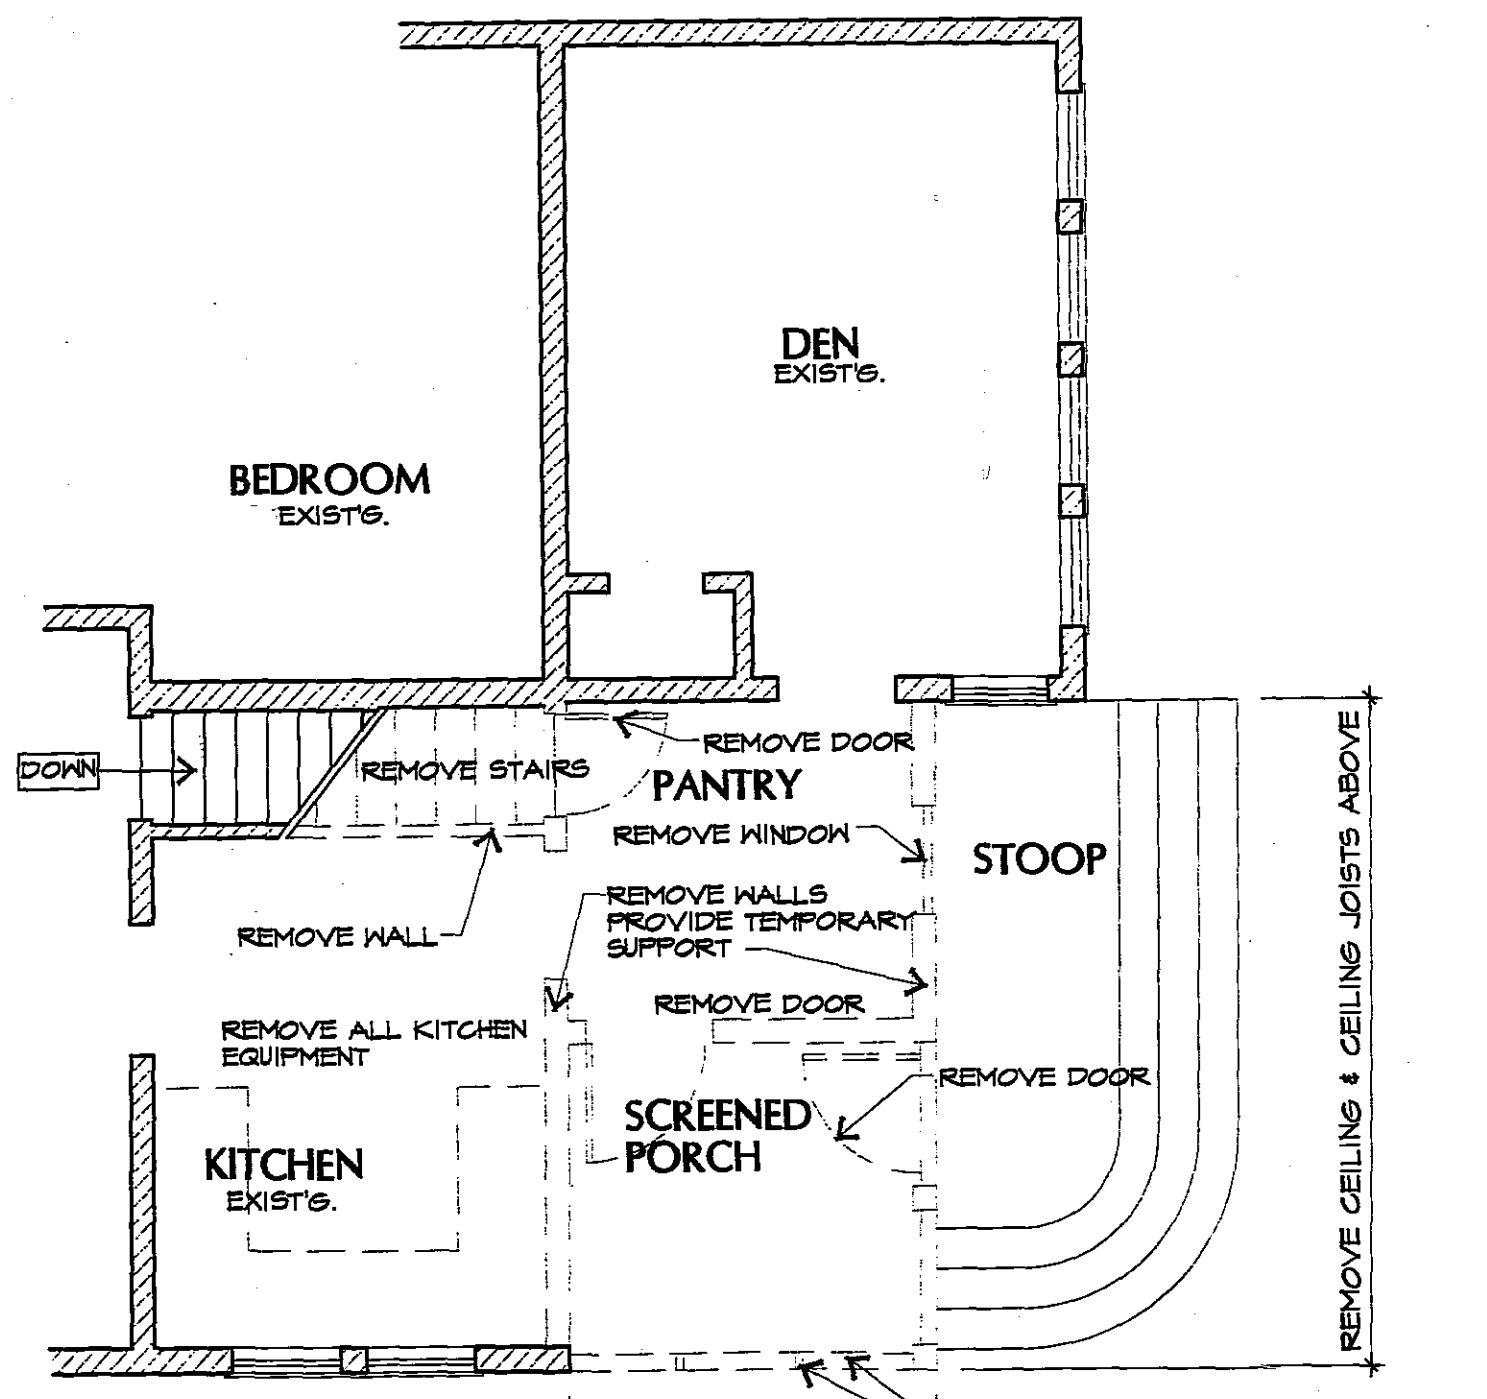 DEN
EXIST'G.
BEDROOM
EXIST'G.
REMOVE DOOR
DOWN
REMOVE STAIRS
PANTRY
REMOVE WINDOW
STOOP
REMOVE WALLS
PROVIDE TEMPORARY
SUPPORT
REMOVE WALL
REMOVE DOOR
REMOVE ALL KITCHEN
EQUIPMENT
REMOVE DOOR
SCREENED
PORCH
KITCHEN
EXIST'G.
REMOVE CEILING & CEILING JOISTS ABOVE